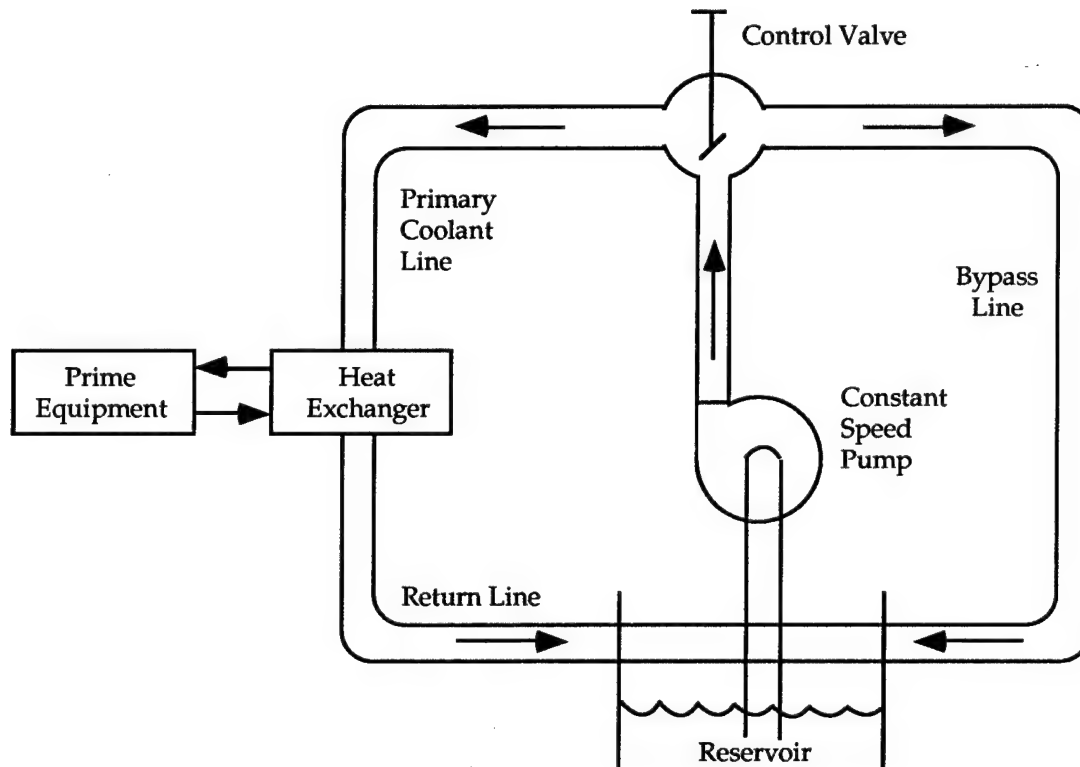 Control Valve
Primary
Coolant
Line
Bypass
Line
Prime
Equipment
Heat
Exchanger
Constant
Speed
Pump
Return Line
Reservoir